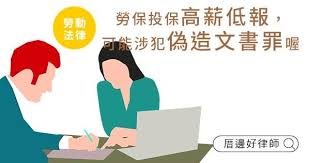 勞動
法律
勞保投保高薪低報，
可能涉犯偽造文書罪喔
厝邊好律師